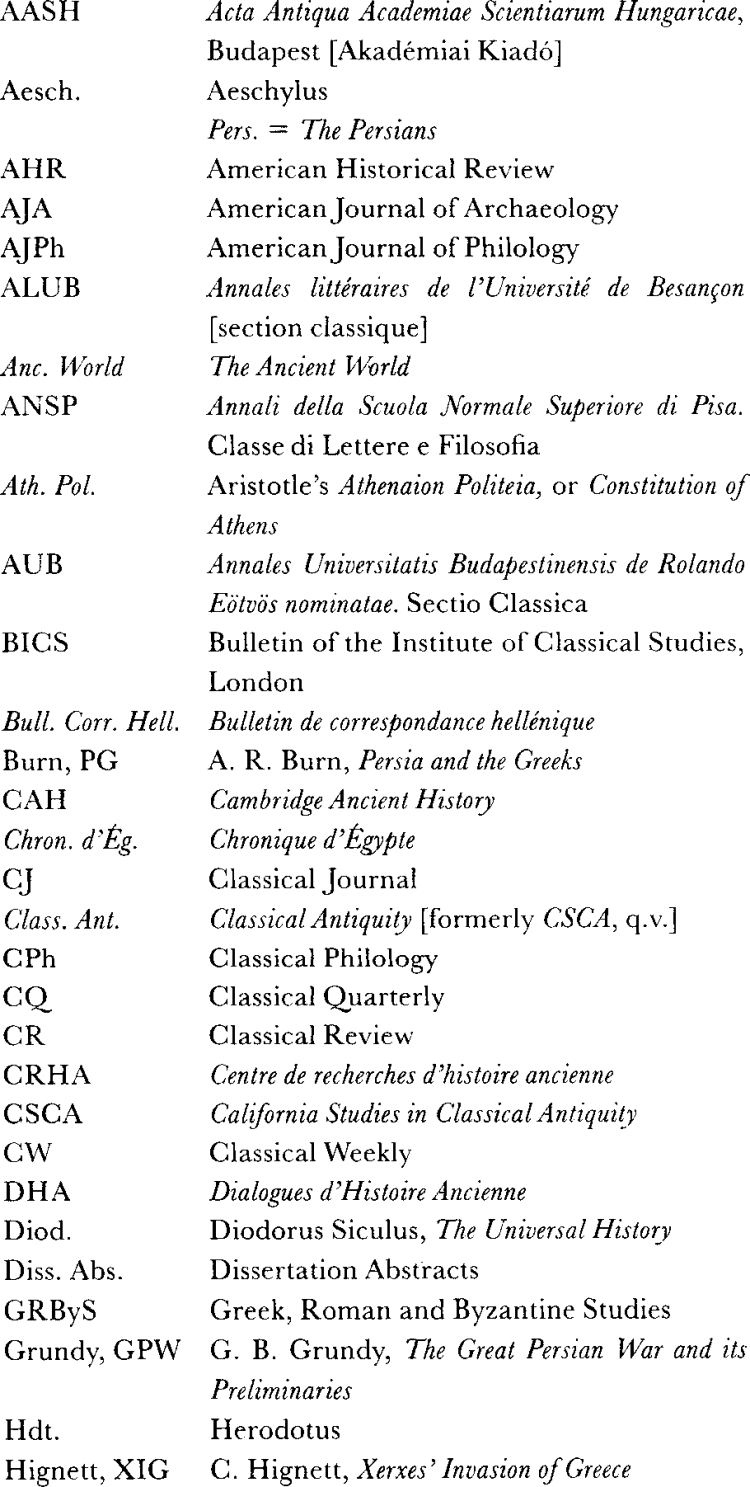 AASH Acta Antiqua Academiae Scientiarum Hungaricae,
Budapest [Akadémiai Kiadó]
Aesch. Aeschylus
Pers. = The Persians
AHR American Historical Review
AJA American Journal of Archaeology
AJPh American Journal of Philology
ALUB Annales littéraires de l'Université de Besançon
[section classique]
Anc. World The Ancient World
ANSP Annali della Scuola Normale Superiore di Pisa.
Classe di Lettere e Filosofia
Ath. Pol. Aristotle's Athenaion Politeia, or Constitution of
Athens
AUB Annales Universitatis Budapestinensis de Rolando
Eötvös nominatae. Sectio Classica
BICS Bulletin of the Institute of Classical Studies,
London
Bull. Corr. Hell. Bulletin de correspondance hellénique
Burn, PG A. R. Burn, Persia and the Greeks
CAH Cambridge Ancient History
Chron. d'Ég. Chronique d'Égypte
CJ Classical Journal
Class. Ant. Classical Antiquity [formerly CSCA, q.v.]
CPh Classical Philology
CQ Classical Quarterly
CR Classical Review
CRHA Centre de recherches d'histoire ancienne
CSCA California Studies in Classical Antiquity
CW Classical Weekly
DHA Dialogues d'Histoire Ancienne
Diod. Diodorus Siculus, The Universal History
Diss. Abs. Dissertation Abstracts
GRByS Greek, Roman and Byzantine Studies
Grundy, GPW G. B. Grundy, The Great Persian War and its
Preliminaries
Hdt. Herodotus
Hignett, XIG C. Hignett, Xerxes' Invasion of Greece